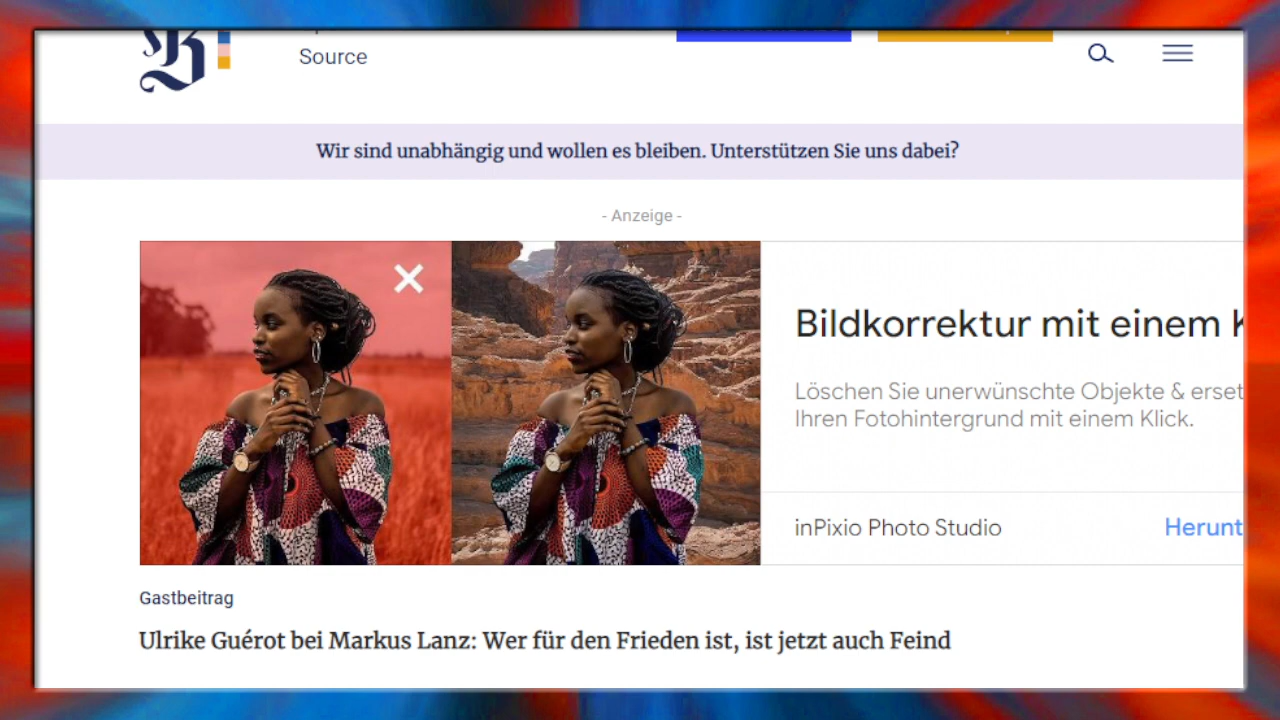 Source
Wir sind unabhängig und wollen es bleiben. Unterstützen Sie uns dabei?
- Anzeige -
Bildkorrektur mit einem K
Löschen Sie unerwünschte Objekte & erset
Ihren Fotohintergrund mit einem Klick.
inPixio Photo Studio
Herunt
Gastbeitrag
Ulrike Guérot bei Markus Lanz: Wer für den Frieden ist, ist jetzt auch Feind